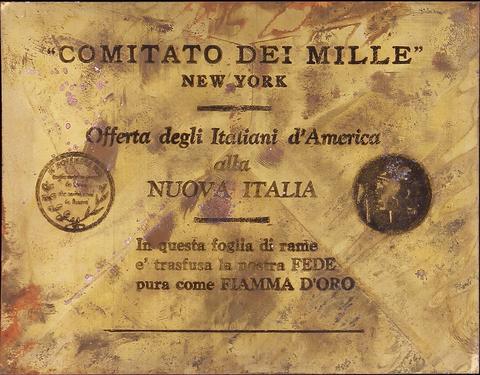 "COMITATO DEI MILLE"
NEW YORK
Offerta degli Italiani d'America
alla
NUOVA ITALIA
In questa foglia di rame
e' trasfusa la nostra FEDE
pura come FIAMMA D'ORO